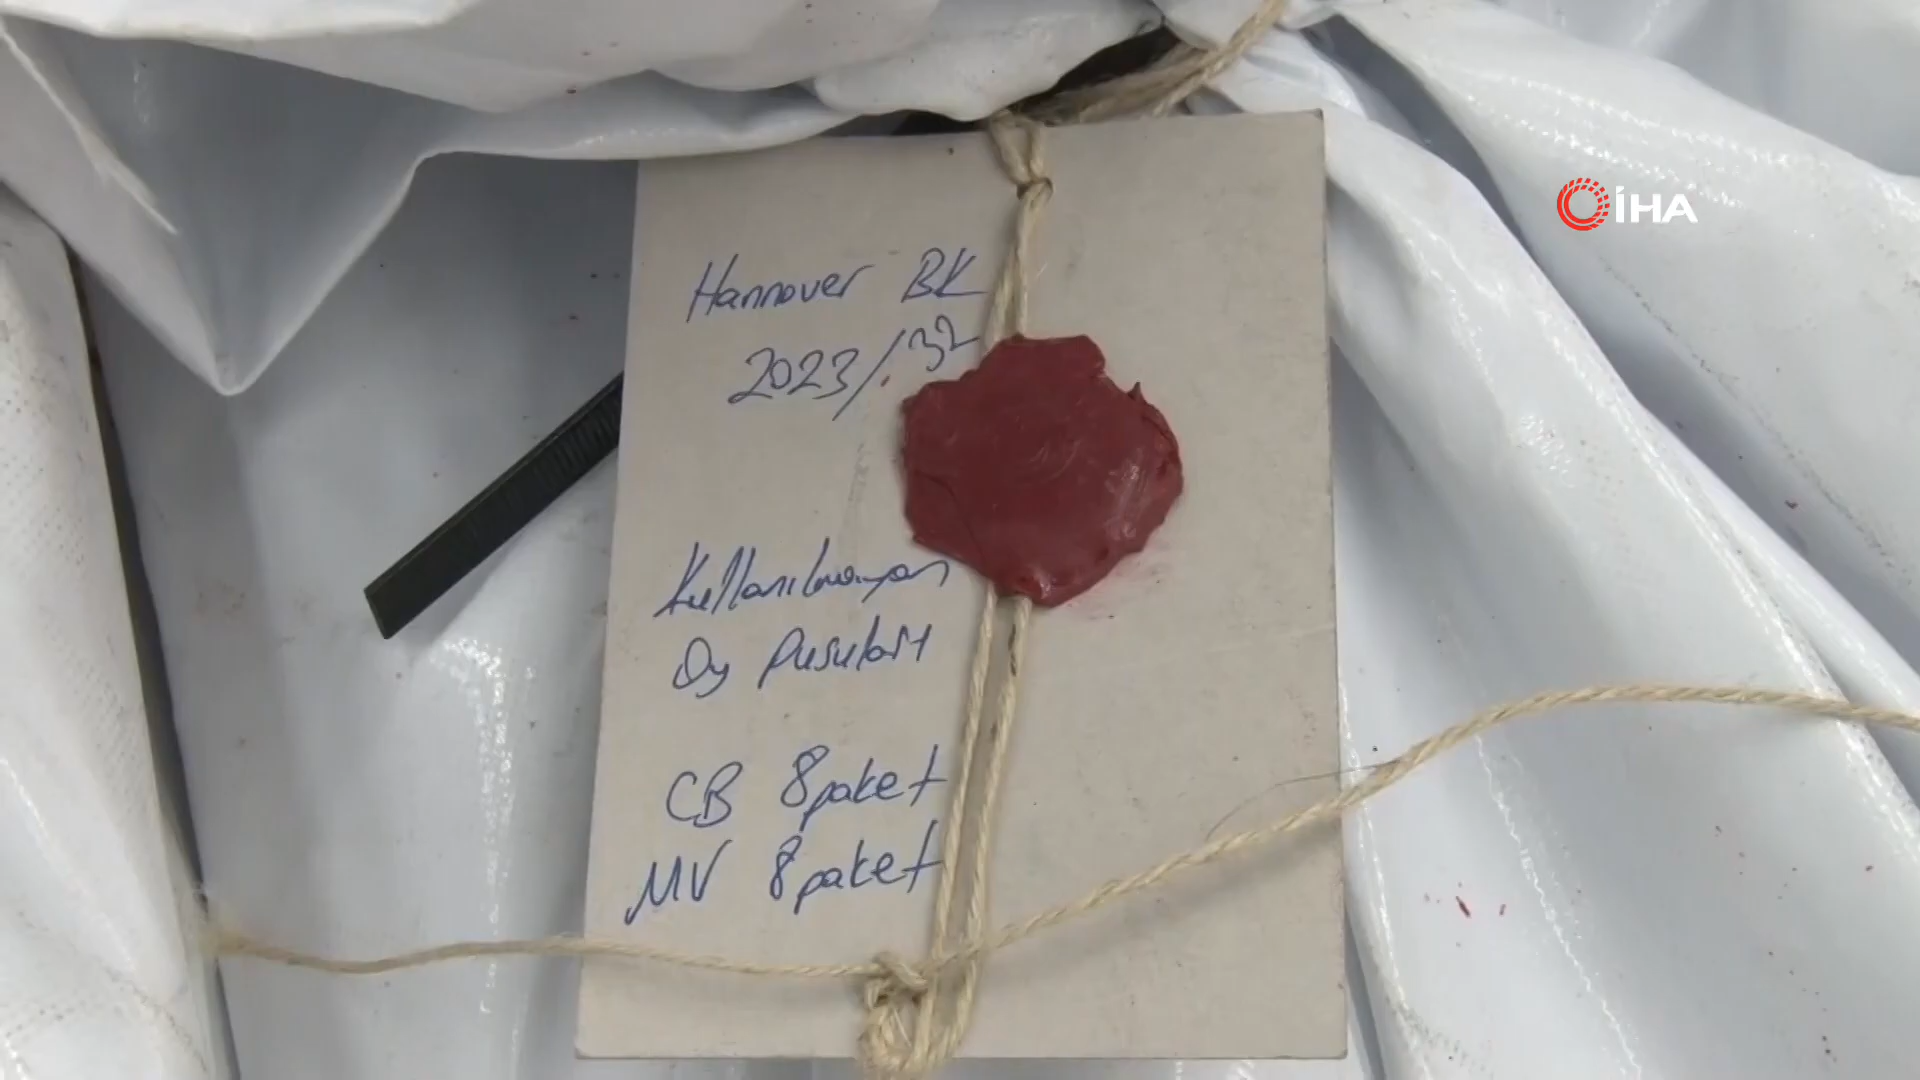 Hannover BK
2023/32
Kullanılmayan
Oy Pusulası
CB 8 paket
MV 8 paket
İHA